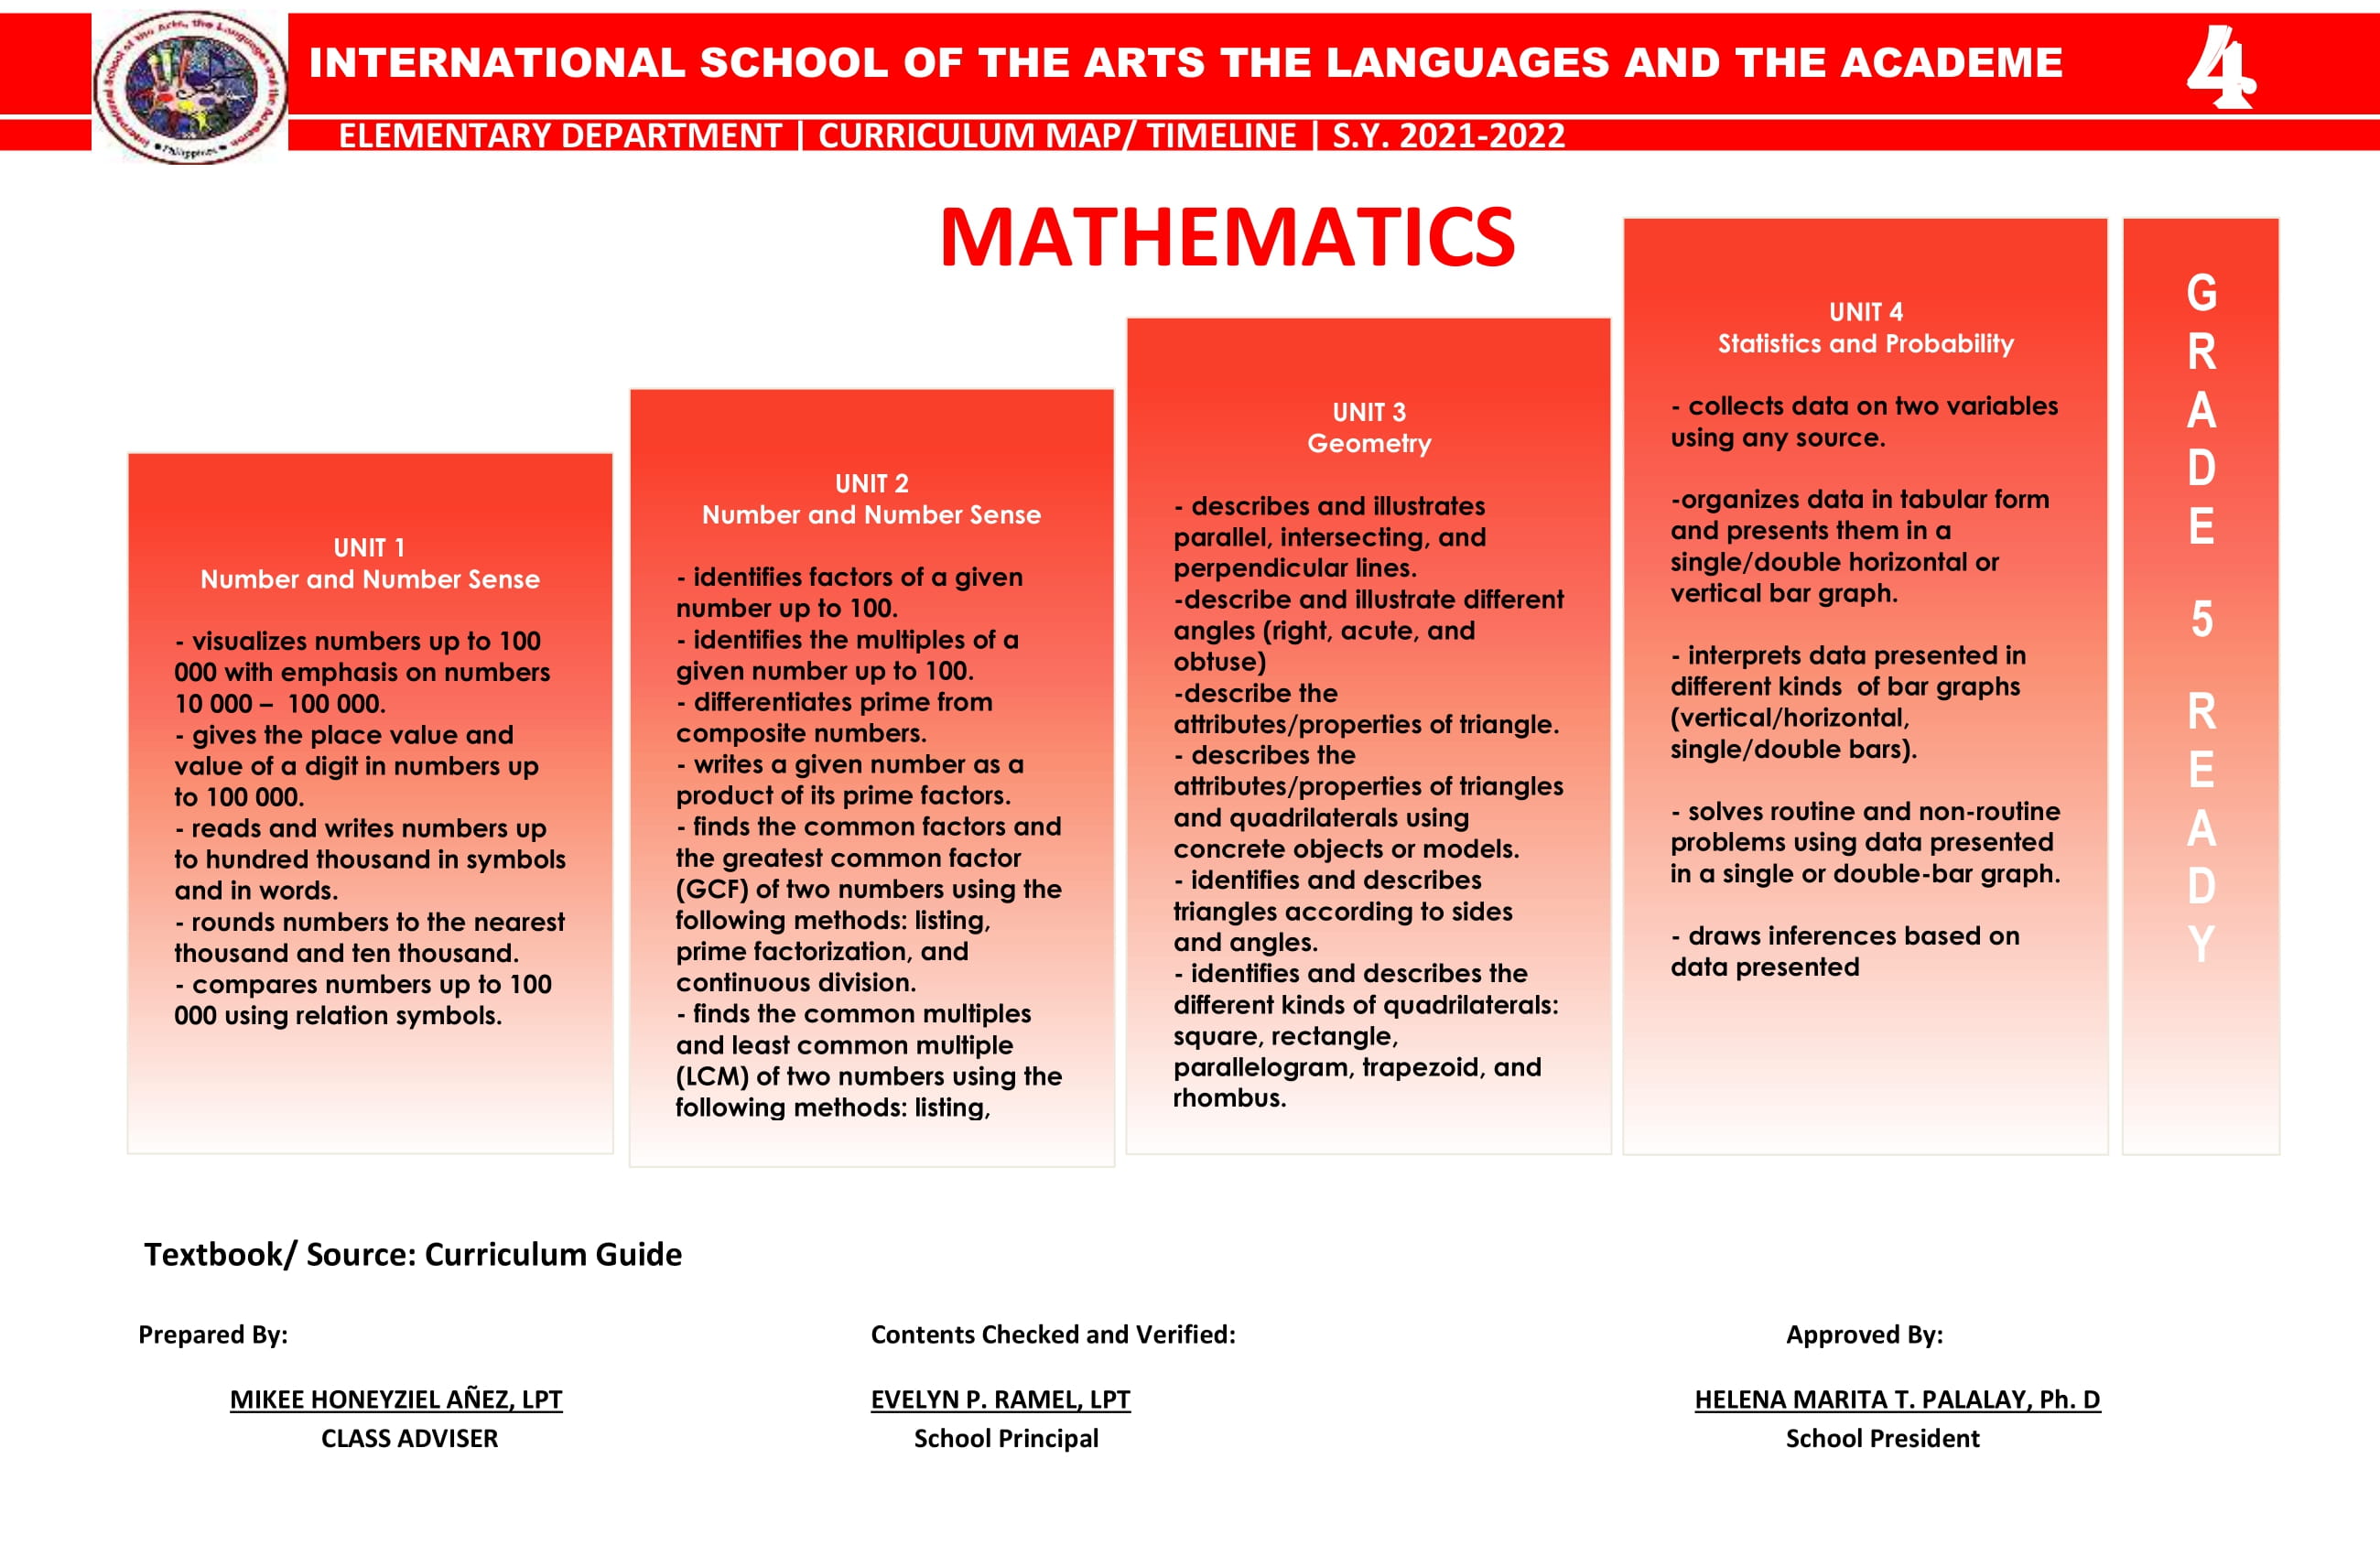 International School of the Arts, the Languages and the Academe
Philippines
INTERNATIONAL SCHOOL OF THE ARTS THE LANGUAGES AND THE ACADEME
4
ELEMENTARY DEPARTMENT | CURRICULUM MAP/ TIMELINE | S.Y. 2021-2022
MATHEMATICS
UNIT 1
Number and Number Sense
- visualizes numbers up to 100
000 with emphasis on numbers
10 000 – 100 000.
- gives the place value and
value of a digit in numbers up
to 100 000.
- reads and writes numbers up
to hundred thousand in symbols
and in words.
- rounds numbers to the nearest
thousand and ten thousand.
- compares numbers up to 100
000 using relation symbols.
UNIT 2
Number and Number Sense
- identifies factors of a given
number up to 100.
- identifies the multiples of a
given number up to 100.
- differentiates prime from
composite numbers.
- writes a given number as a
product of its prime factors.
- finds the common factors and
the greatest common factor
(GCF) of two numbers using the
following methods: listing,
prime factorization, and
continuous division.
- finds the common multiples
and least common multiple
(LCM) of two numbers using the
following methods: listing,
UNIT 3
Geometry
- describes and illustrates
parallel, intersecting, and
perpendicular lines.
-describe and illustrate different
angles (right, acute, and
obtuse)
-describe the
attributes/properties of triangle.
- describes the
attributes/properties of triangles
and quadrilaterals using
concrete objects or models.
- identifies and describes
triangles according to sides
and angles.
- identifies and describes the
different kinds of quadrilaterals:
square, rectangle,
parallelogram, trapezoid, and
rhombus.
UNIT 4
Statistics and Probability
- collects data on two variables
using any source.
-organizes data in tabular form
and presents them in a
single/double horizontal or
vertical bar graph.
- interprets data presented in
different kinds of bar graphs
(vertical/horizontal,
single/double bars).
- solves routine and non-routine
problems using data presented
in a single or double-bar graph.
- draws inferences based on
data presented
G
R
A
D
E
5
R
E
A
D
Y
Textbook/ Source: Curriculum Guide
Prepared By:
Contents Checked and Verified:
Approved By:
MIKEE HONEYZIEL AÑEZ, LPT
EVELYN P. RAMEL, LPT
HELENA MARITA T. PALALAY, Ph. D
CLASS ADVISER
School Principal
School President